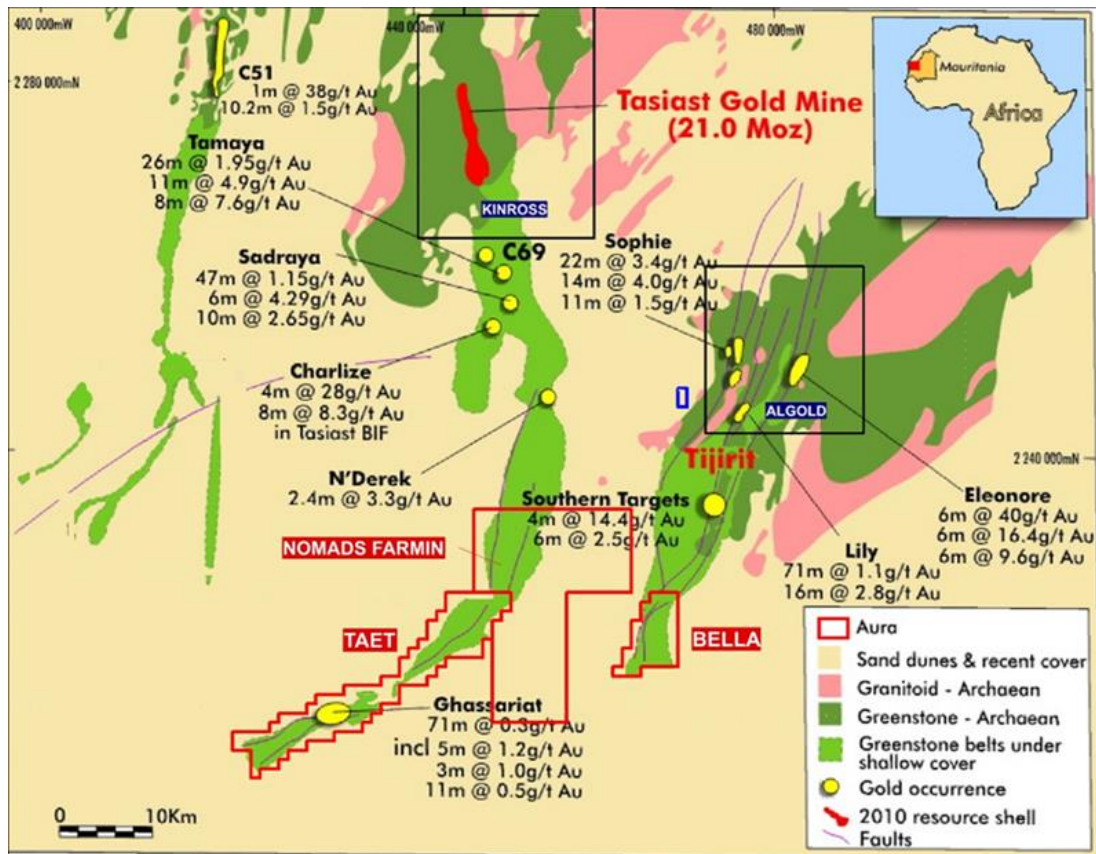 400 000mW
440 000mW
480 000mW
2 280 000mN
2 240 000mN
Mauritania
Africa
C51
1m @ 38g/t Au
10.2m @ 1.5g/t Au
Tasiast Gold Mine
(21.0 Moz)
Tamaya
26m @ 1.95g/t Au
11m @ 4.9g/t Au
8m @ 7.6g/t Au
KINROSS
C69
Sadraya
47m @ 1.15g/t Au
6m @ 4.29g/t Au
10m @ 2.65g/t Au
Sophie
22m @ 3.4g/t Au
14m @ 4.0g/t Au
11m @ 1.5g/t Au
Charlize
4m @ 28g/t Au
8m @ 8.3g/t Au
in Tasiast BIF
ALGOLD
Tijirit
N'Derek
2.4m @ 3.3g/t Au
Southern Targets
4m @ 14.4g/t Au
6m @ 2.5g/t Au
Eleonore
6m @ 40g/t Au
6m @ 16.4g/t Au
6m @ 9.6g/t Au
Lily
71m @ 1.1g/t Au
16m @ 2.8g/t Au
NOMADS FARMIN
TAET
BELLA
Ghassariat
71m @ 0.3g/t Au
incl 5m @ 1.2g/t Au
3m @ 1.0g/t Au
11m @ 0.5g/t Au
0 10Km
Aura
Sand dunes & recent cover
Granitoid - Archaean
Greenstone - Archaean
Greenstone belts under
shallow cover
Gold occurrence
2010 resource shell
Faults